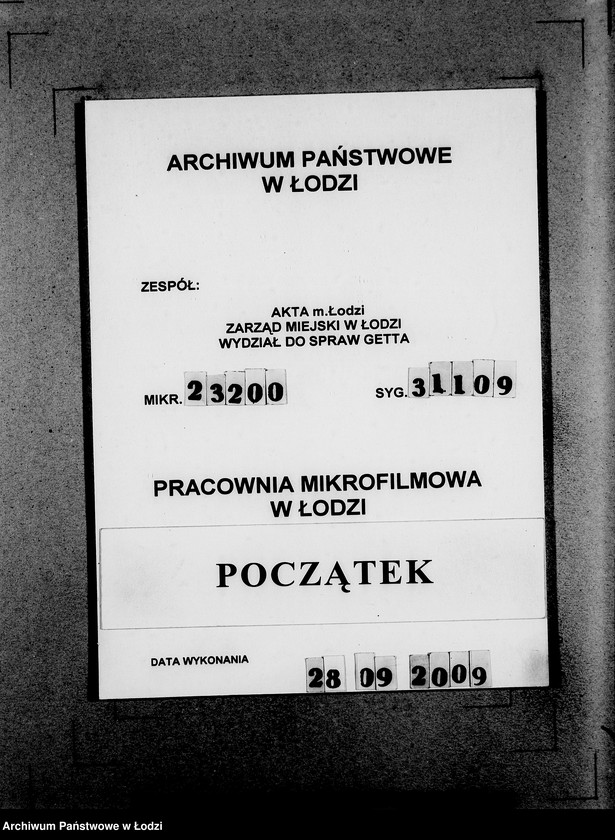 ARCHIWUM PAŃSTWOWE
W ŁODZI
ZESPÓŁ:
AKTA m.Łodzi
ZARZĄD MIEJSKI W ŁODZI
WYDZIAŁ DO SPRAW GETTA
MIKR. 23200 SYG. 31109
PRACOWNIA MIKROFILMOWA
W ŁODZI
POCZĄTEK
DATA WYKONANIA 28 09 2009
Archiwum Państwowe w Łodzi